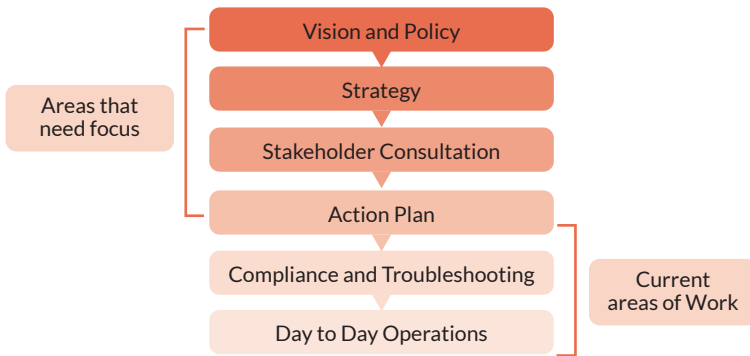 Vision and Policy
Strategy
Areas that
need focus
Stakeholder Consultation
Action Plan
Compliance and Troubleshooting
Current
areas of Work
Day to Day Operations